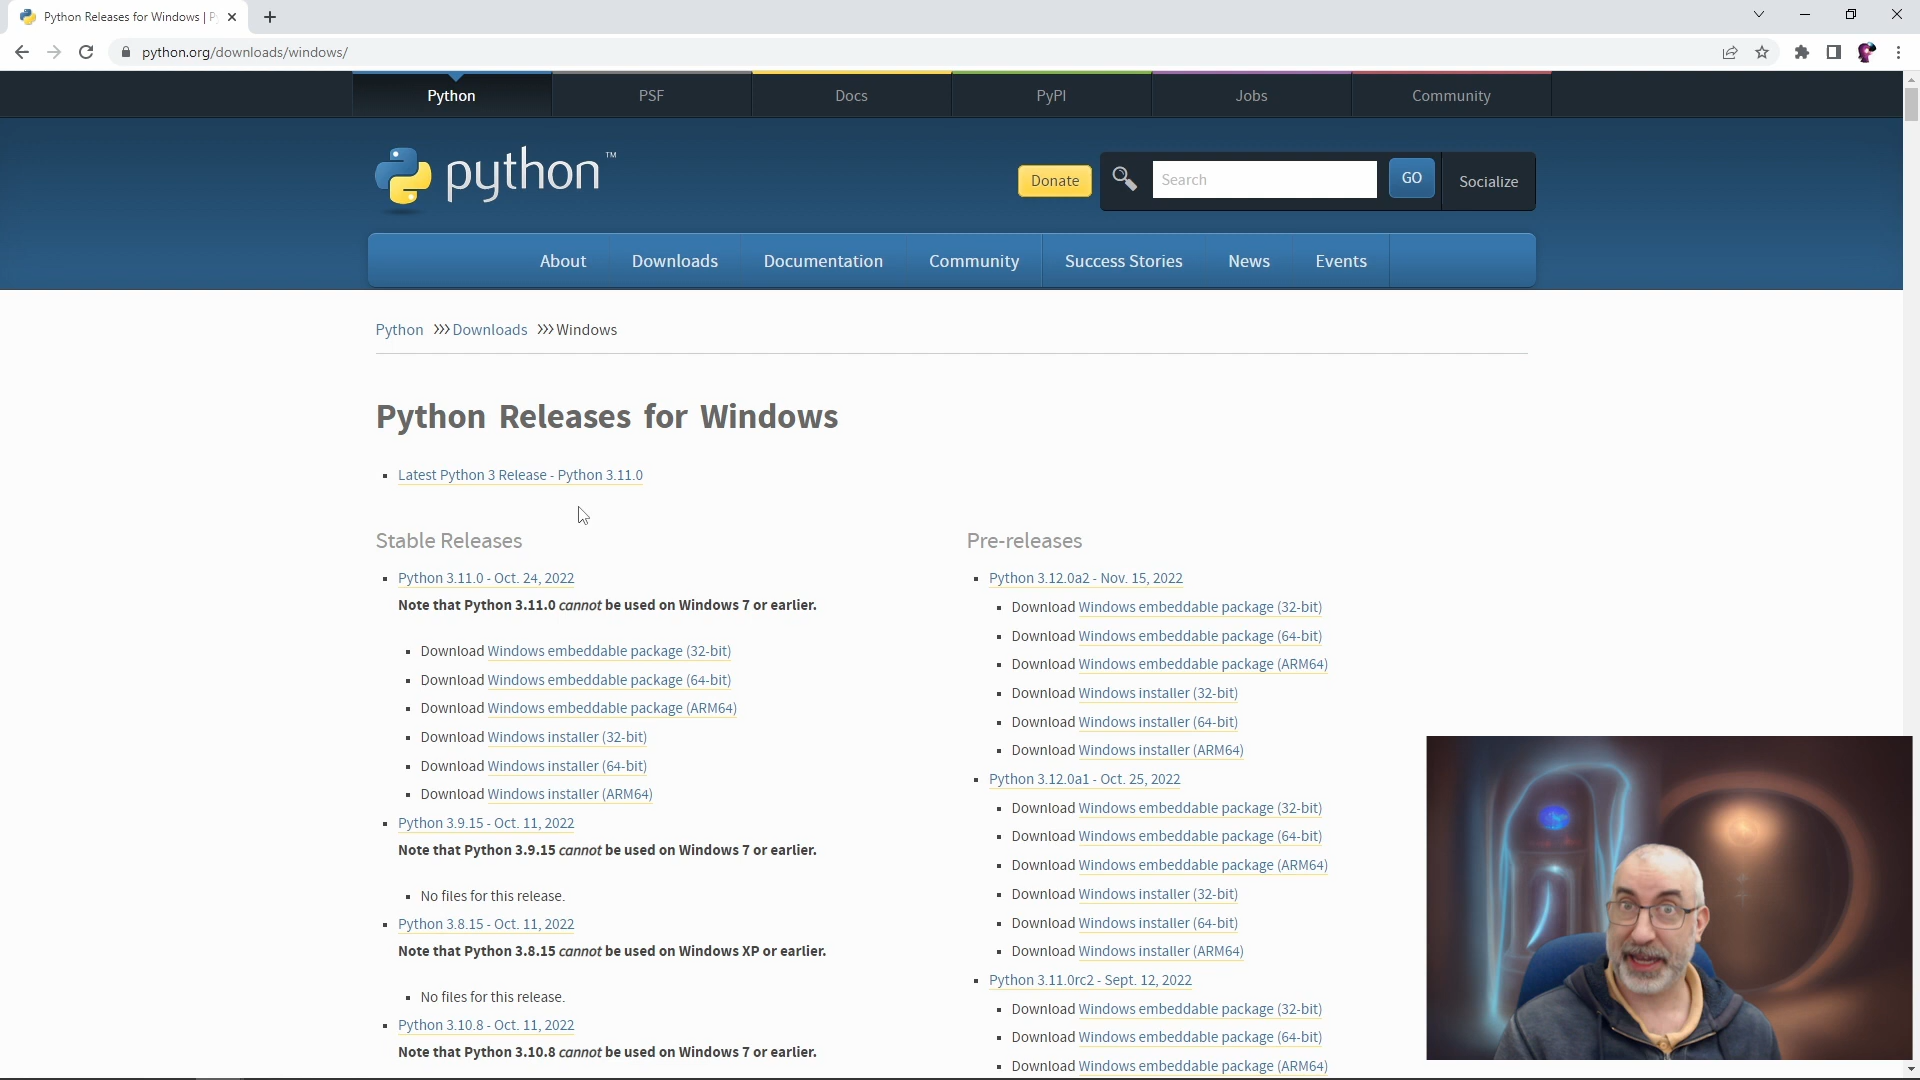 Python Releases for Windows | P
python.org/downloads/windows/
Python
PSF
Docs
PyPI
Jobs
Community
python™
Donate
Search
GO
Socialize
About
Downloads
Documentation
Community
Success Stories
News
Events
Python >>> Downloads >>> Windows
Python Releases for Windows
Latest Python 3 Release - Python 3.11.0
Stable Releases
Python 3.11.0 - Oct. 24, 2022
Note that Python 3.11.0 cannot be used on Windows 7 or earlier.
Download Windows embeddable package (32-bit)
Download Windows embeddable package (64-bit)
Download Windows embeddable package (ARM64)
Download Windows installer (32-bit)
Download Windows installer (64-bit)
Download Windows installer (ARM64)
Python 3.9.15 - Oct. 11, 2022
Note that Python 3.9.15 cannot be used on Windows 7 or earlier.
No files for this release.
Python 3.8.15 - Oct. 11, 2022
Note that Python 3.8.15 cannot be used on Windows XP or earlier.
No files for this release.
Python 3.10.8 - Oct. 11, 2022
Note that Python 3.10.8 cannot be used on Windows 7 or earlier.
Pre-releases
Python 3.12.0a2 - Nov. 15, 2022
Download Windows embeddable package (32-bit)
Download Windows embeddable package (64-bit)
Download Windows embeddable package (ARM64)
Download Windows installer (32-bit)
Download Windows installer (64-bit)
Download Windows installer (ARM64)
Python 3.12.0a1 - Oct. 25, 2022
Download Windows embeddable package (32-bit)
Download Windows embeddable package (64-bit)
Download Windows embeddable package (ARM64)
Download Windows installer (32-bit)
Download Windows installer (64-bit)
Download Windows installer (ARM64)
Python 3.11.0rc2 - Sept. 12, 2022
Download Windows embeddable package (32-bit)
Download Windows embeddable package (64-bit)
Download Windows embeddable package (ARM64)